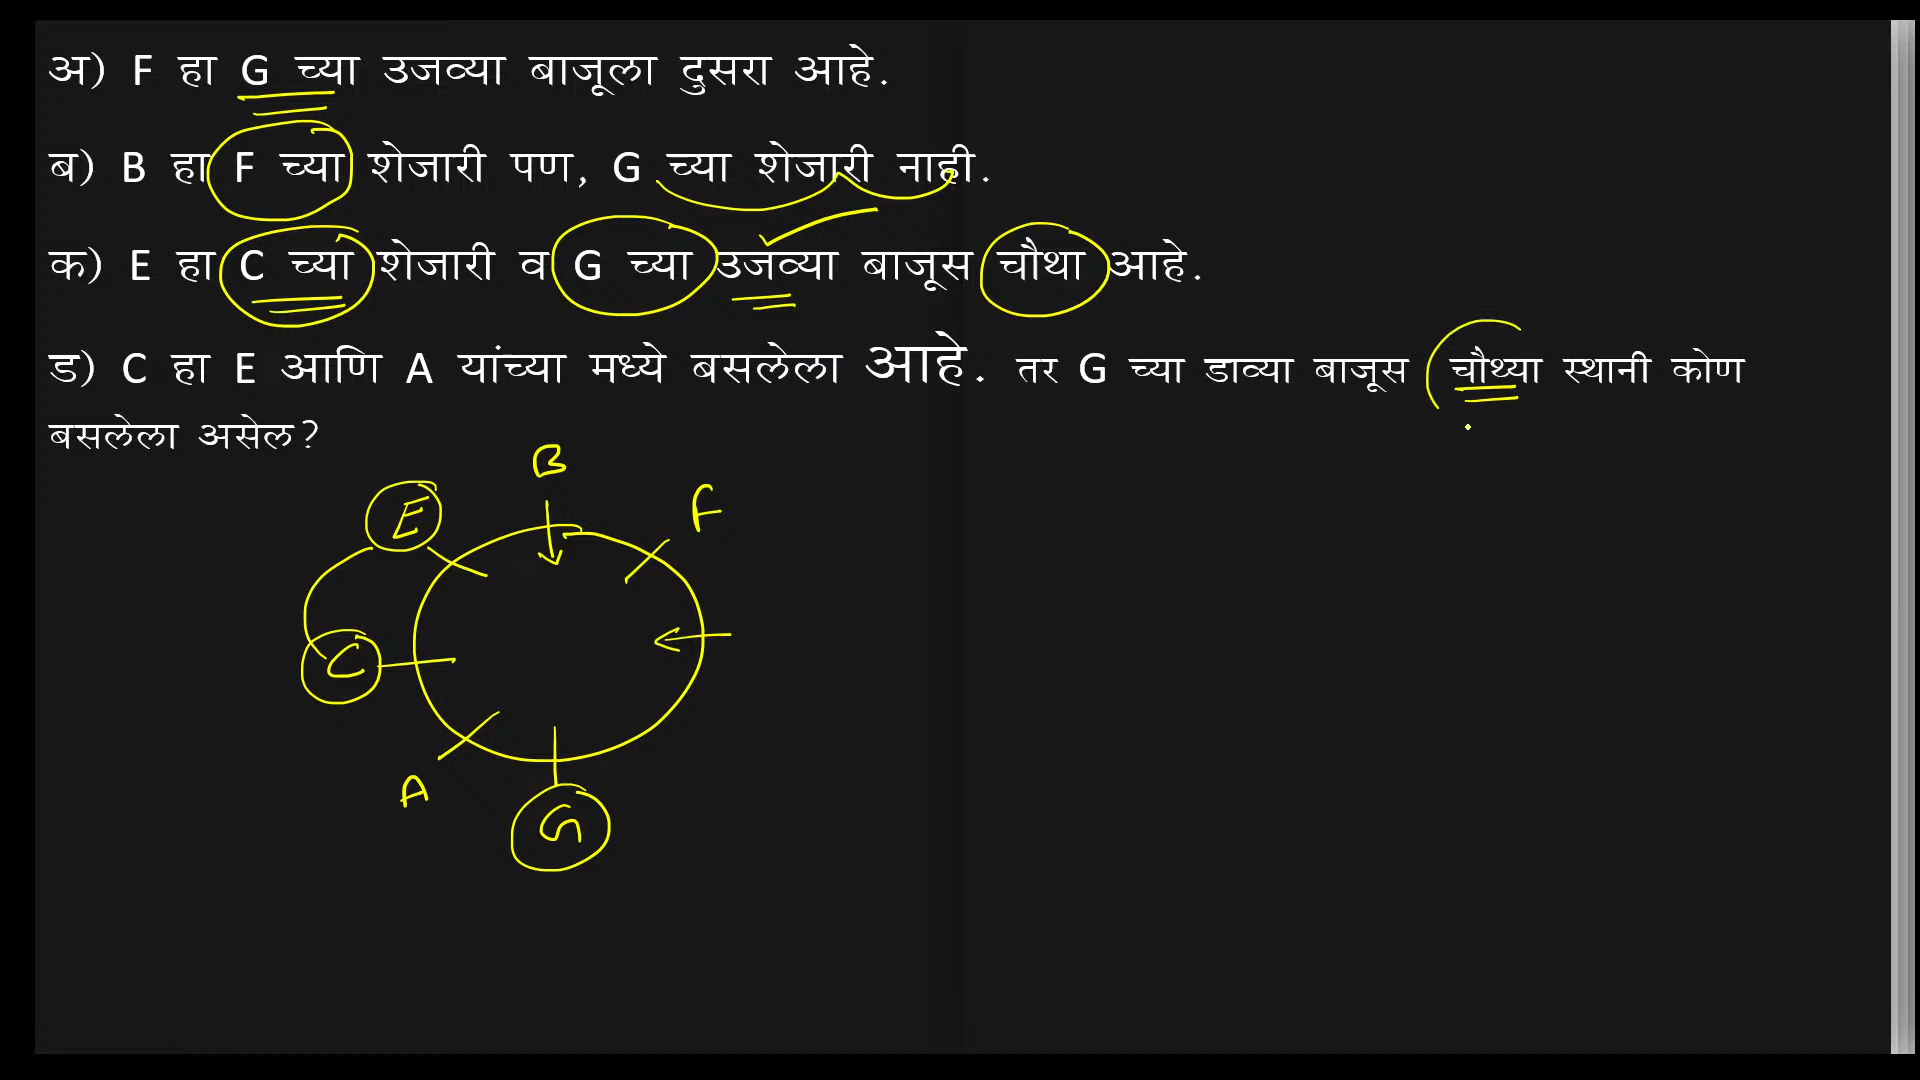 अ) F हा G च्या उजव्या बाजूला दुसरा आहे.
ब) B हा F च्या शेजारी पण, G च्या शेजारी नाही.
क) E हा C च्या शेजारी व G च्या उजव्या बाजूस चौथा आहे.
ड) C हा E आणि A यांच्या मध्ये बसलेला आहे. तर G च्या डाव्या बाजूस चौथ्या स्थानी कोण
बसलेला असेल?
B
E
F
C
A
G